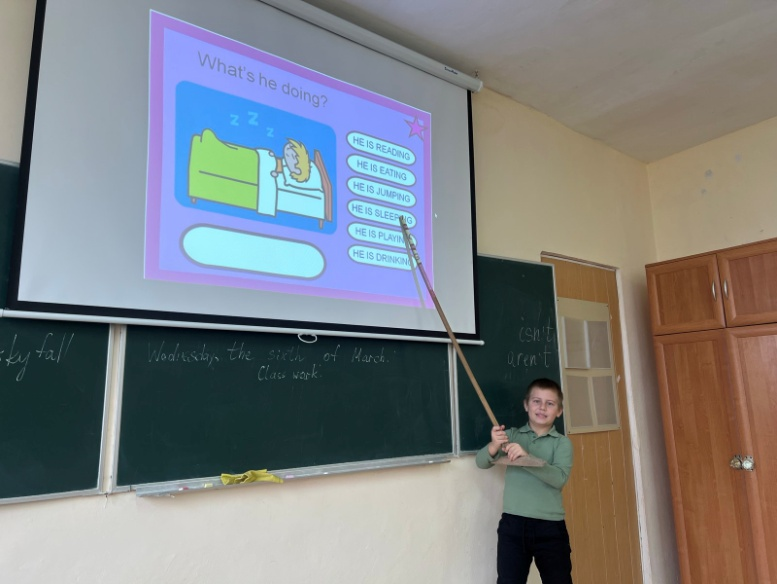 What's he doing?
z z z
HE IS READING
HE IS EATING
HE IS JUMPING
HE IS SLEEPING
HE IS PLAYING
HE IS DRINKING
sky fall
Wednesday, the sixth of March.
Class work.
isn't
aren't